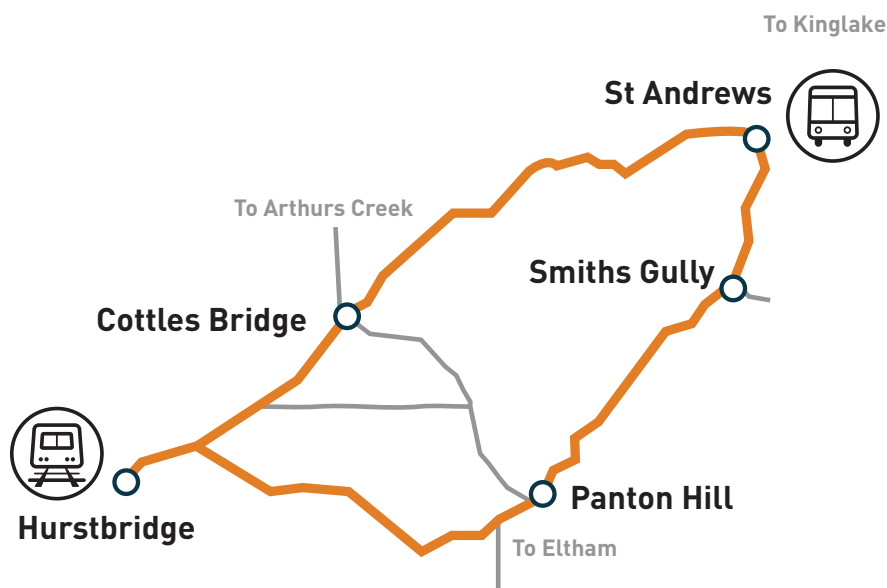 To Kinglake
St Andrews
To Arthurs Creek
Smiths Gully
Cottles Bridge
Panton Hill
Hurstbridge
To Eltham